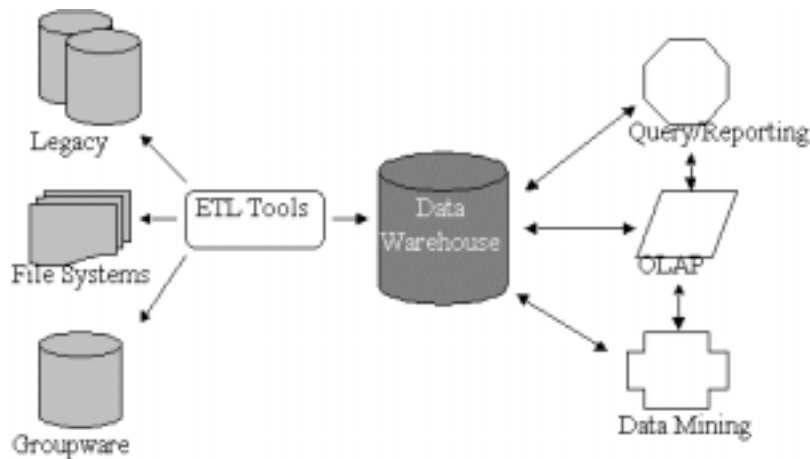 Legacy
File Systems
Groupware
ETL Tools
Data
Warehouse
Query/Reporting
OLAP
Data Mining